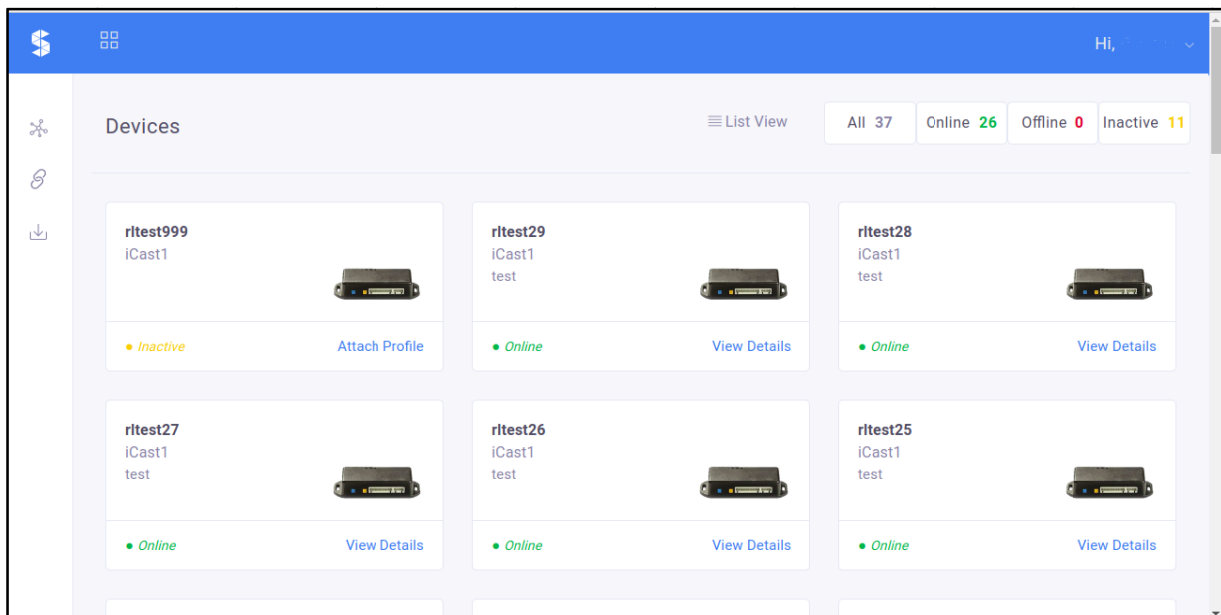 Hi,
Devices
List View
All 37
Online 26
Offline 0
Inactive 11
rltest999
iCast1
Inactive
Attach Profile
rltest29
iCast1
test
Online
View Details
rltest28
iCast1
test
Online
View Details
rltest27
iCast1
test
Online
View Details
rltest26
iCast1
test
Online
View Details
rltest25
iCast1
test
Online
View Details